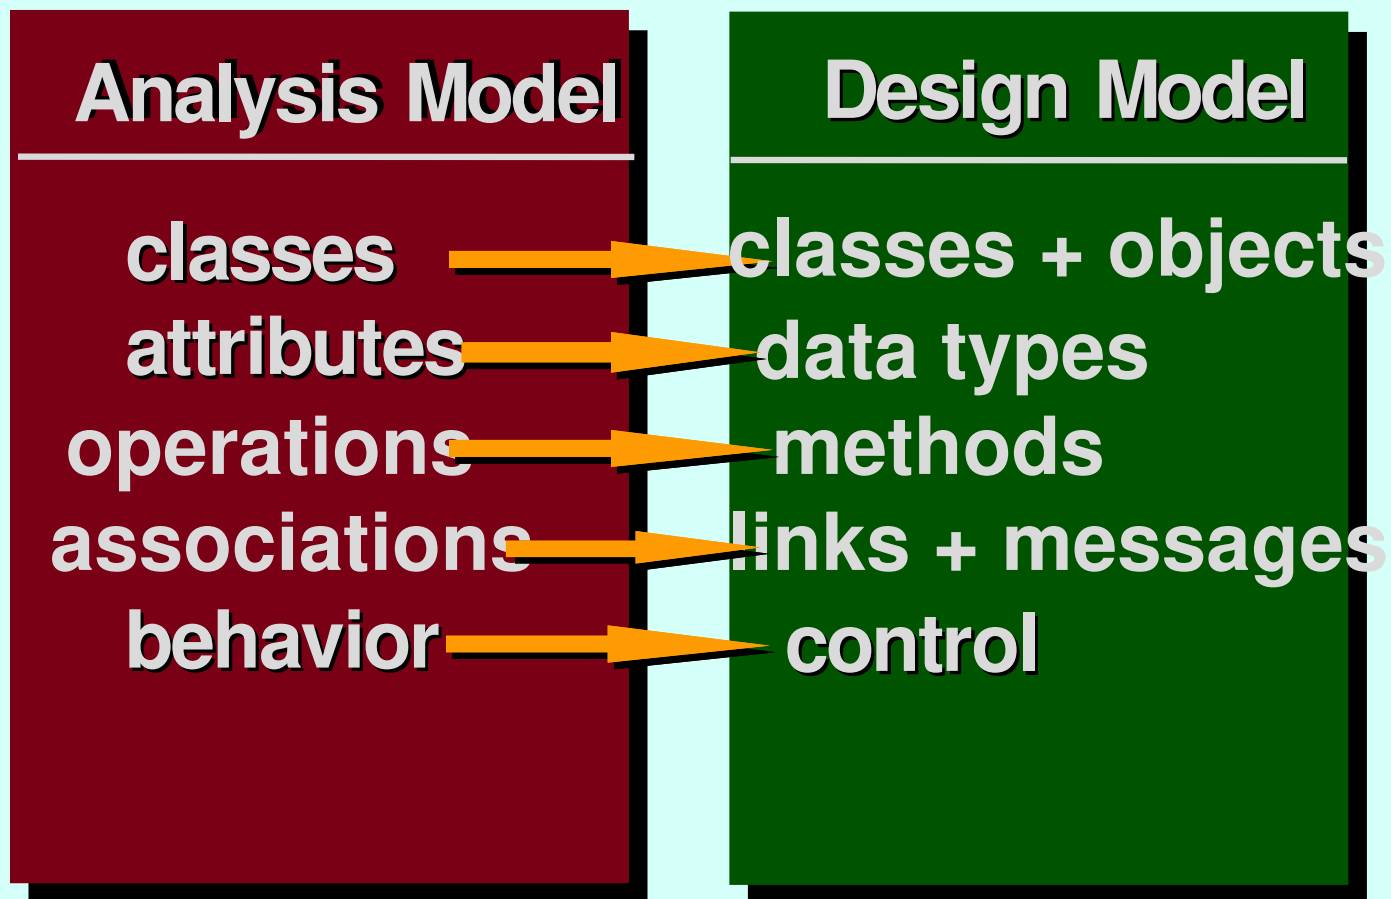 Analysis Model
classes
attributes
operations
associations
behavior
Design Model
classes + objects
data types
methods
links + messages
control